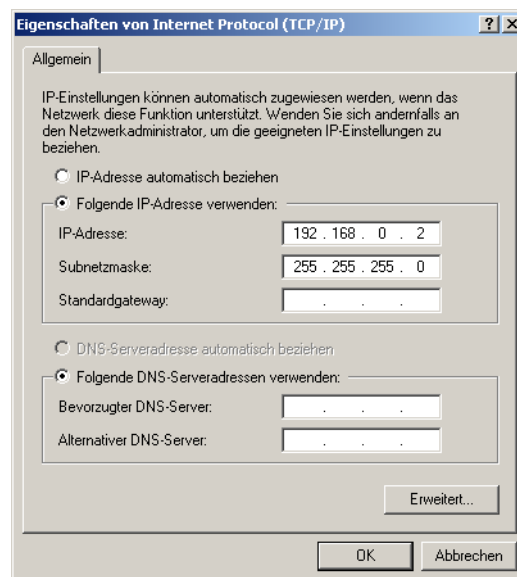 Eigenschaften von Internet Protocol (TCP/IP)
Allgemein
IP-Einstellungen können automatisch zugewiesen werden, wenn das
Netzwerk diese Funktion unterstützt. Wenden Sie sich andernfalls an
den Netzwerkadministrator, um die geeigneten IP-Einstellungen zu
beziehen.
IP-Adresse automatisch beziehen
Folgende IP-Adresse verwenden:
IP-Adresse: 192 . 168 . 0 . 2
Subnetzmaske: 255 . 255 . 255 . 0
Standardgateway: . . .
DNS-Serveradresse automatisch beziehen
Folgende DNS-Serveradressen verwenden:
Bevorzugter DNS-Server: . . .
Alternativer DNS-Server: . . .
Erweitert...
OK Abbrechen